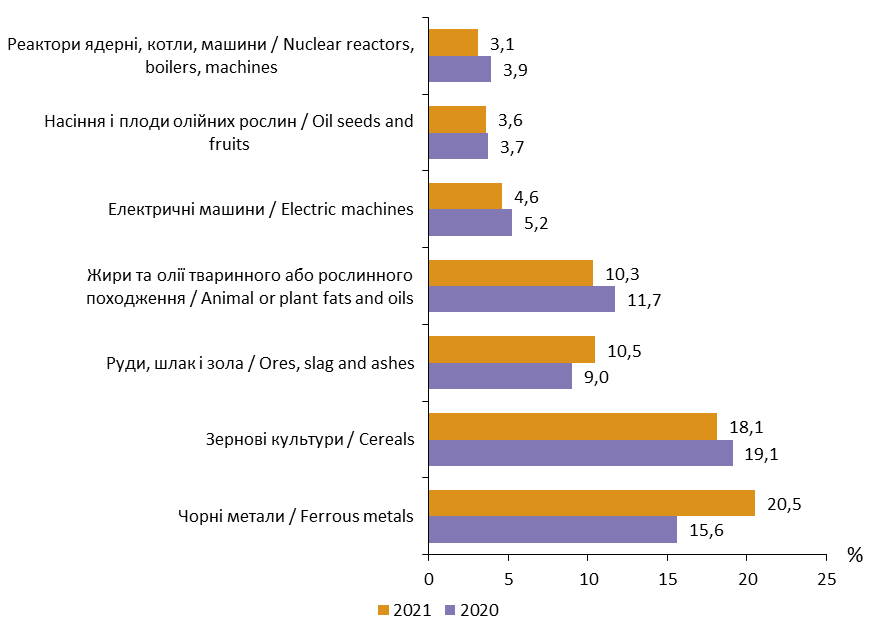 Реактори ядерні, котли, машини / Nuclear reactors,
boilers, machines
3,1
3,9
Насіння і плоди олійних рослин / Oil seeds and
fruits
3,6
3,7
Електричні машини / Electric machines
4,6
5,2
Жири та олії тваринного або рослинного
походження / Animal or plant fats and oils
10,3
11,7
Руди, шлак і зола / Ores, slag and ashes
10,5
9,0
Зернові культури / Cereals
18,1
19,1
Чорні метали / Ferrous metals
20,5
15,6
%
0 5 10 15 20 25
2021 2020